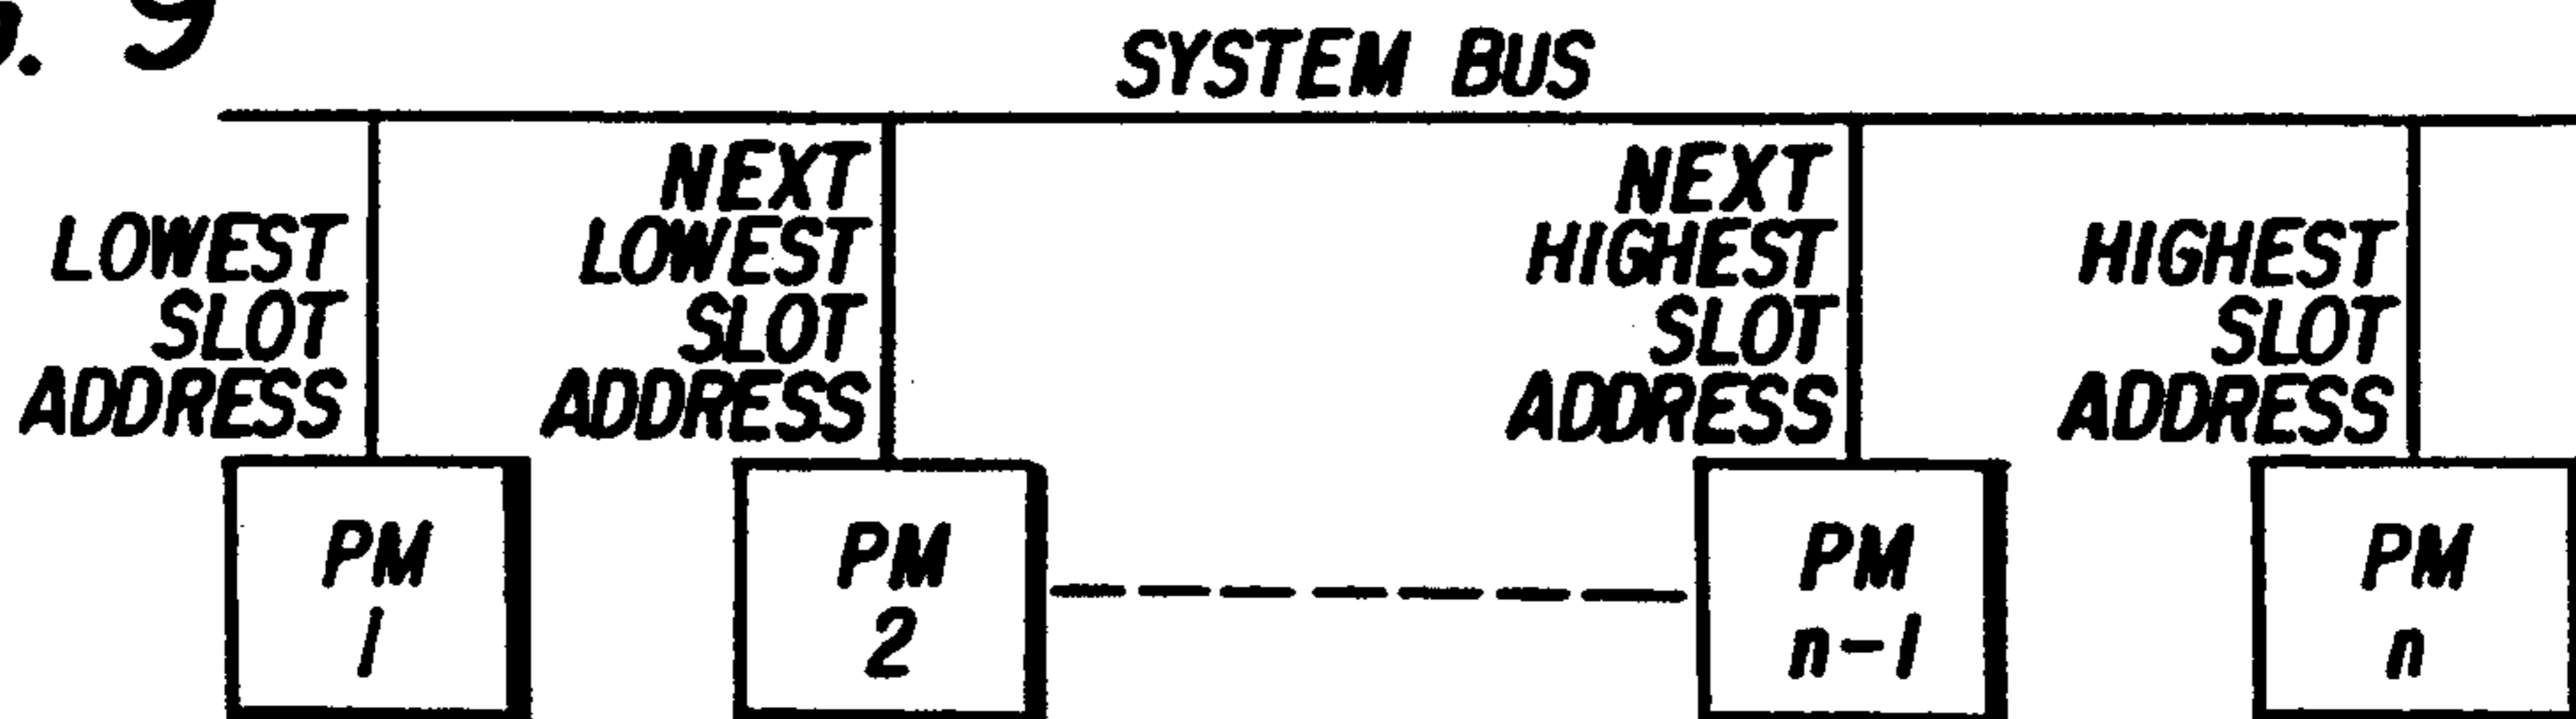 9
SYSTEM BUS
LOWEST
SLOT
ADDRESS
NEXT
LOWEST
SLOT
ADDRESS
NEXT
HIGHEST
SLOT
ADDRESS
HIGHEST
SLOT
ADDRESS
PM
1
PM
2
PM
n-1
PM
n